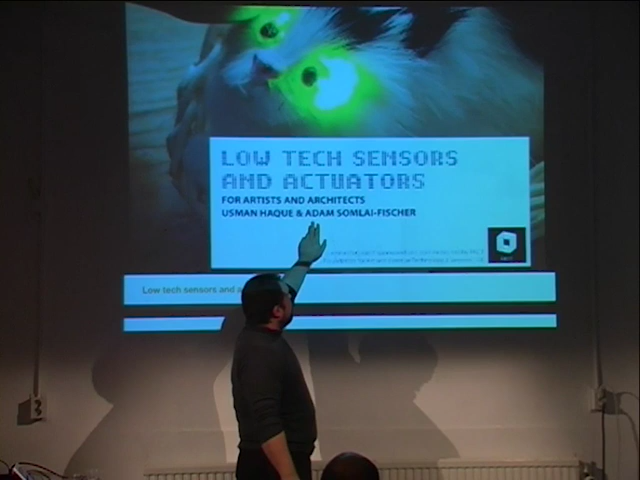 LOW TECH SENSORS
AND ACTUATORS
FOR ARTISTS AND ARCHITECTS
USMAN HAQUE & ADAM SOMLAI-FISCHER
Low tech sensors and